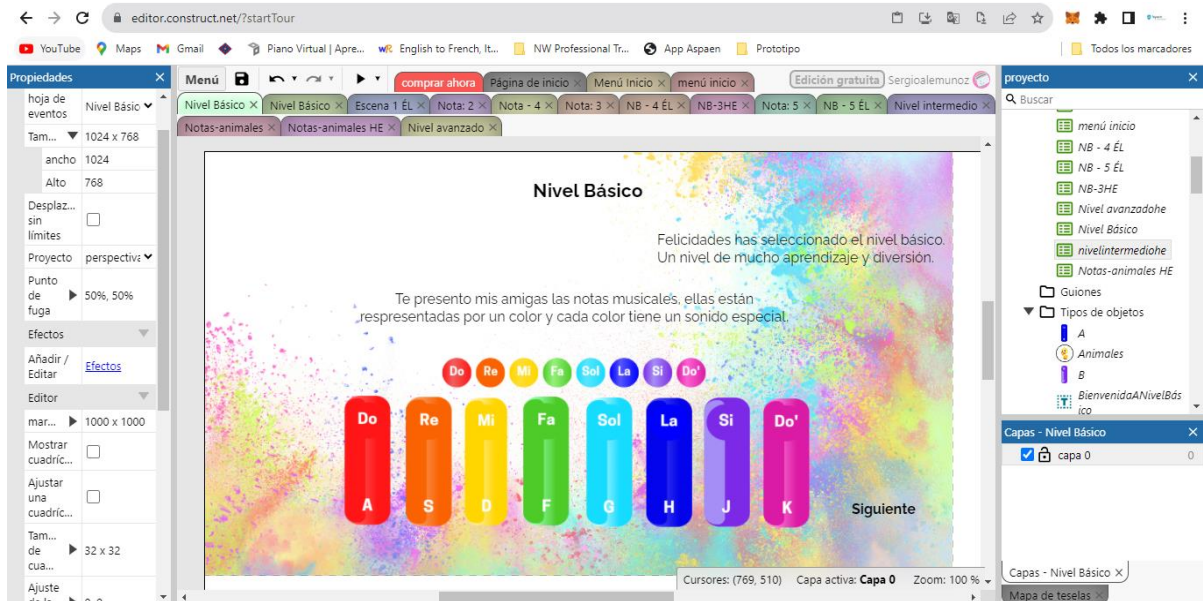 editor.construct.net/?startTour
YouTube Maps Gmail Piano Virtual | Apre... English to French, It... NW Professional Tr... App Aspaen Prototipo Todos los marcadores
Propiedades
hoja de eventos Nivel Básic
Tam... 1024 x 768
ancho 1024
Alto 768
Desplaz... sin límites
Proyecto perspectiva
Punto de fuga 50%, 50%
Efectos
Añadir / Editar Efectos
Editor
mar... 1000 x 1000
Mostrar cuadríc...
Ajustar una cuadríc...
Tam... de cua... 32 x 32
Ajuste
Menú comprar ahora Página de inicio Menú Inicio menú inicio Edición gratuita Sergioalemunoz
Nivel Básico Nivel Básico Escena 1 ÉL Nota: 2 Nota - 4 Nota: 3 NB - 4 ÉL NB-3HE Nota: 5 NB - 5 ÉL Nivel intermedio
Notas-animales Notas-animales HE Nivel avanzado
Nivel Básico
Felicidades has seleccionado el nivel básico.
Un nivel de mucho aprendizaje y diversión.
Te presento mis amigas las notas musicales, ellas están
respresentadas por un color y cada color tiene un sonido especial.
Do Re Mi Fa Sol La Si Do'
Do Re Mi Fa Sol La Si Do'
A S D F G H J K
Siguiente
Cursores: (769, 510) Capa activa: Capa 0 Zoom: 100 %
proyecto
Buscar
menú inicio
NB - 4 ÉL
NB - 5 ÉL
NB-3HE
Nivel avanzadohe
Nivel Básico
nivelintermediohe
Notas-animales HE
Guiones
Tipos de objetos
A
Animales
B
BienvenidaANivelBás
ico
Capas - Nivel Básico
capa 0 0
Capas - Nivel Básico
Mapa de teselas